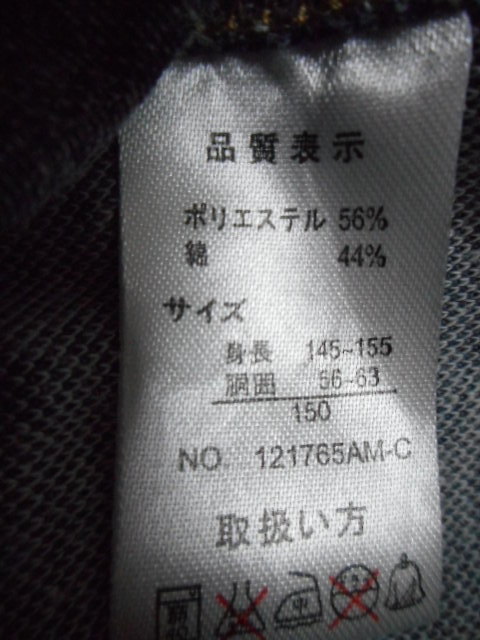 品質表示
ポリエステル 56%
綿 44%
サイズ
身長 145~155
胴囲 56-63
150
NO. 121765AM-C
取扱い方
中